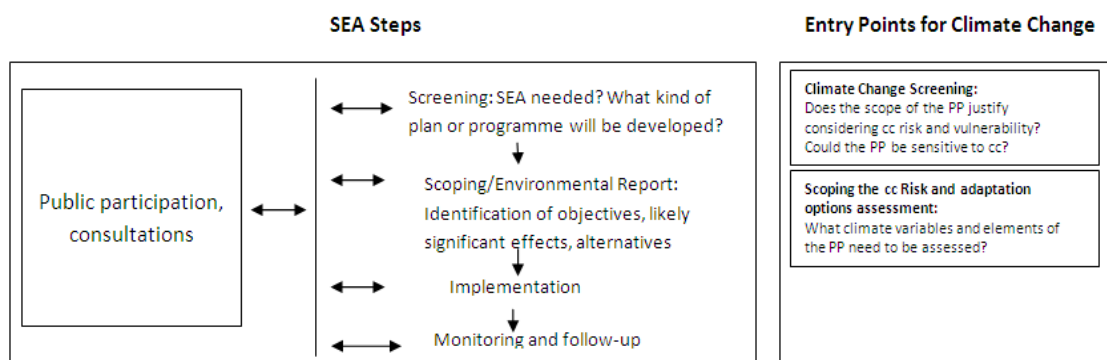 SEA Steps
Entry Points for Climate Change
Public participation,
consultations
Screening: SEA needed? What kind of
plan or programme will be developed?
Scoping/Environmental Report:
Identification of objectives, likely
significant effects, alternatives
Implementation
Monitoring and follow-up
Climate Change Screening:
Does the scope of the PP justify
considering cc risk and vulnerability?
Could the PP be sensitive to cc?
Scoping the cc Risk and adaptation
options assessment:
What climate variables and elements of
the PP need to be assessed?